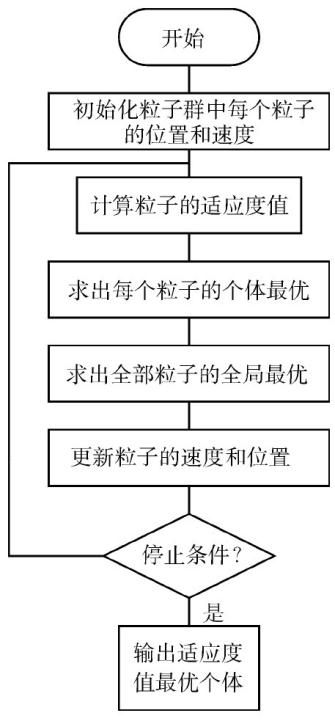 开始
初始化粒子群中每个粒子
的位置和速度
计算粒子的适应度值
求出每个粒子的个体最优
求出全部粒子的全局最优
更新粒子的速度和位置
停止条件?
是
输出适应度
值最优个体